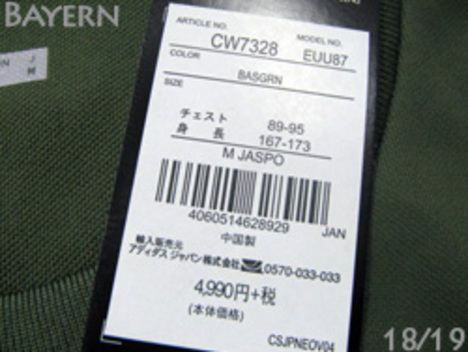 BAYERN
ARTICLE NO.
MODEL NO.
CW7328
EUU87
COLOR
BASGRN
SIZE
J
M
チェスト 89-95
身長 167-173
M JASPO
4060514628929 JAN
中国製
輸入販売元
アディダス ジャパン株式会社 0570-033-033
4,990円+税
(本体価格)
CSJPNEOV04
18/19